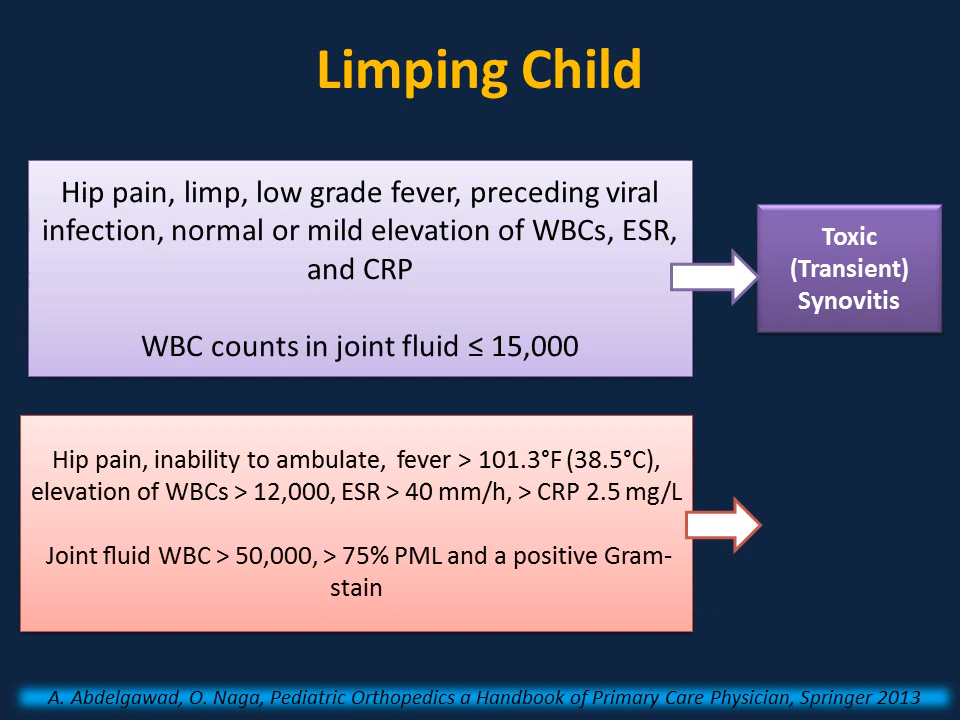 Limping Child
Hip pain, limp, low grade fever, preceding viral
infection, normal or mild elevation of WBCs, ESR,
and CRP
WBC counts in joint fluid ≤ 15,000
Toxic
(Transient)
Synovitis
Hip pain, inability to ambulate, fever > 101.3°F (38.5°C),
elevation of WBCs > 12,000, ESR > 40 mm/h, > CRP 2.5 mg/L
Joint fluid WBC > 50,000, > 75% PML and a positive Gram-
stain
A. Abdelgawad, O. Naga, Pediatric Orthopedics a Handbook of Primary Care Physician, Springer 2013